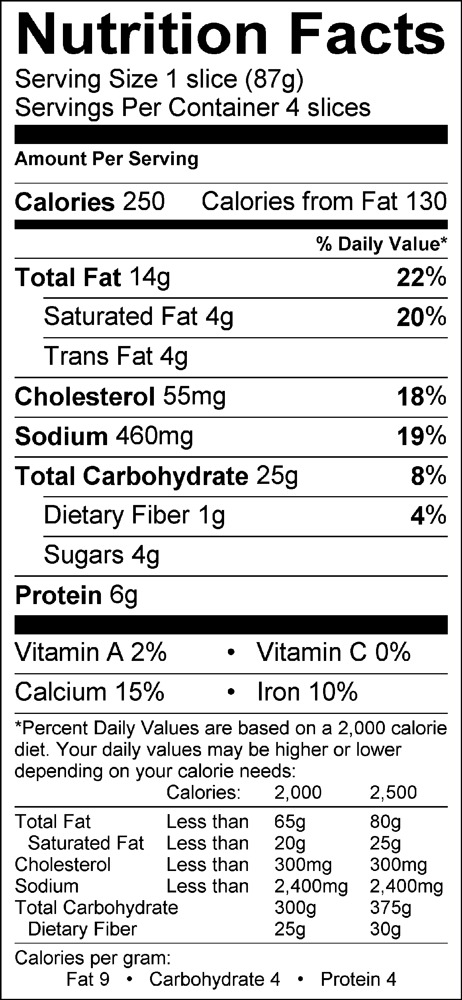 Nutrition Facts
Serving Size 1 slice (87g)
Servings Per Container 4 slices
Amount Per Serving
Calories 250 Calories from Fat 130
% Daily Value*
Total Fat 14g 22%
Saturated Fat 4g 20%
Trans Fat 4g
Cholesterol 55mg 18%
Sodium 460mg 19%
Total Carbohydrate 25g 8%
Dietary Fiber 1g 4%
Sugars 4g
Protein 6g
Vitamin A 2% • Vitamin C 0%
Calcium 15% • Iron 10%
*Percent Daily Values are based on a 2,000 calorie
diet. Your daily values may be higher or lower
depending on your calorie needs:
Calories: 2,000 2,500
Total Fat Less than 65g 80g
Saturated Fat Less than 20g 25g
Cholesterol Less than 300mg 300mg
Sodium Less than 2,400mg 2,400mg
Total Carbohydrate 300g 375g
Dietary Fiber 25g 30g
Calories per gram:
Fat 9 • Carbohydrate 4 • Protein 4